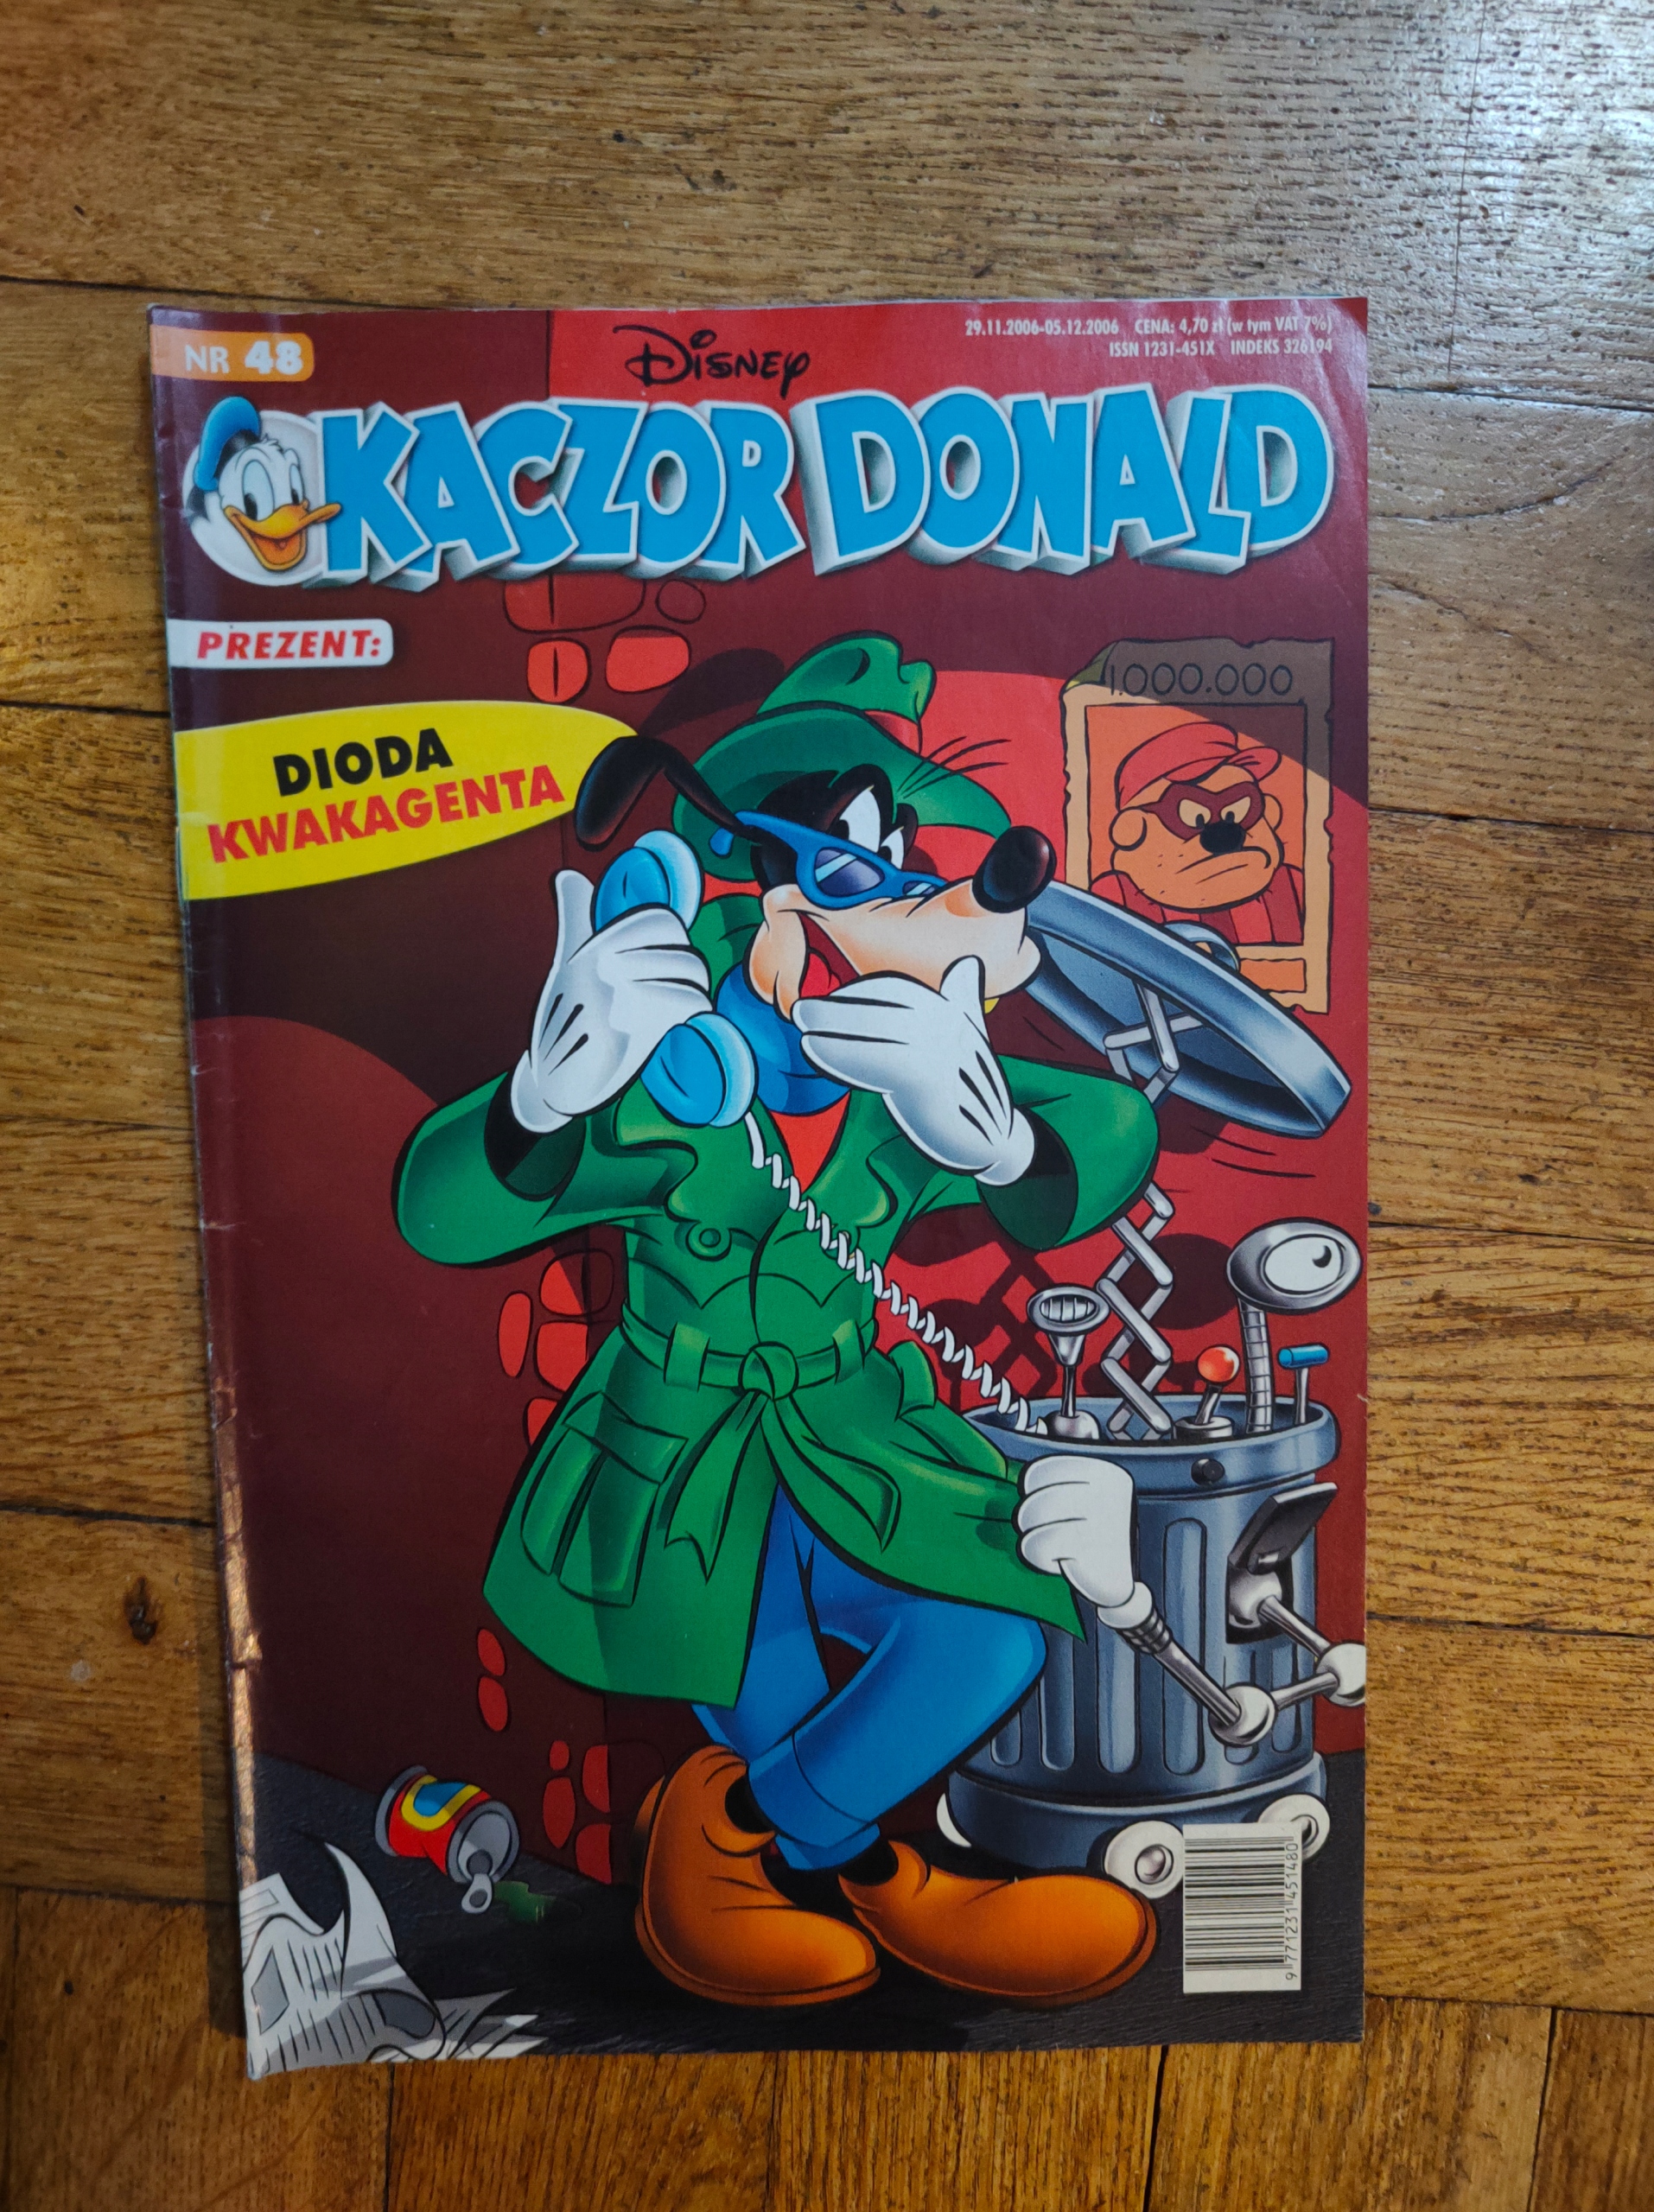 NR 48
Disney
29.11.2006-05.12.2006 CENA: 4,70 zł (w tym VAT 7%)
ISSN 1231-451X INDEKS 326194
KACZOR DONALD
PREZENT:
DIODA
KWAKAGENTA
1.000.000
9 771231 451480